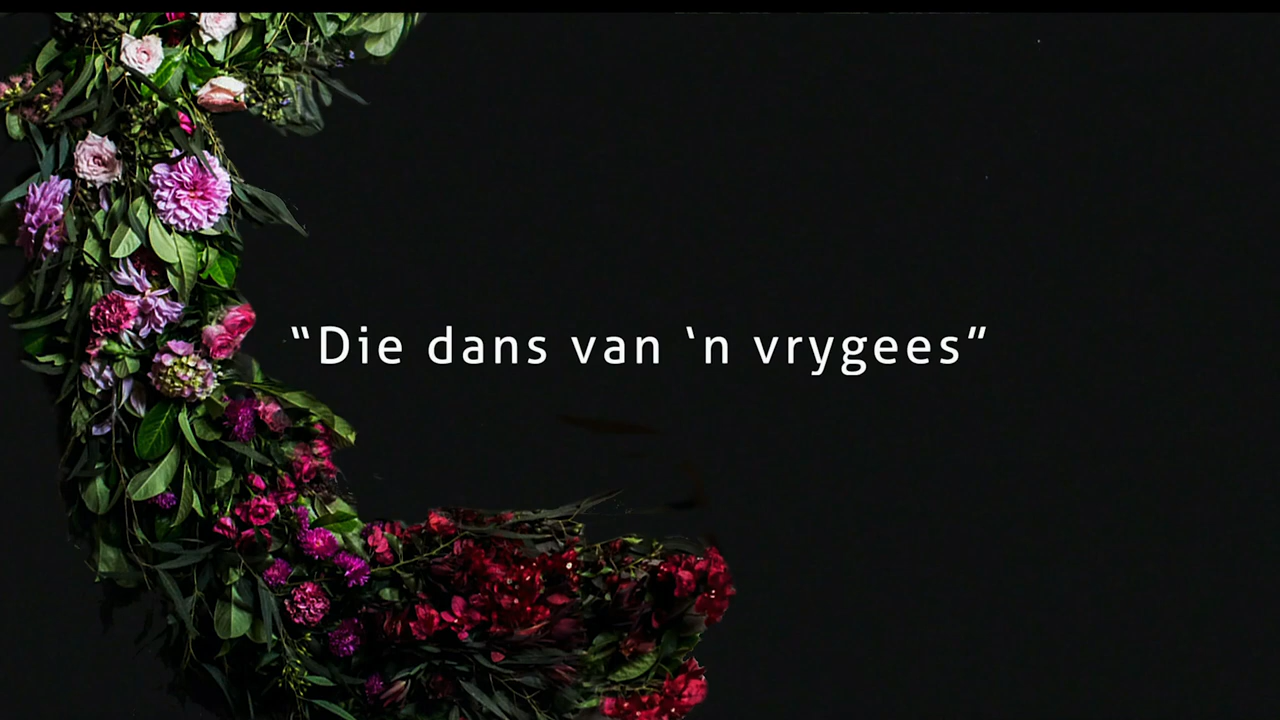 “Die dans van ‘n vrygees”